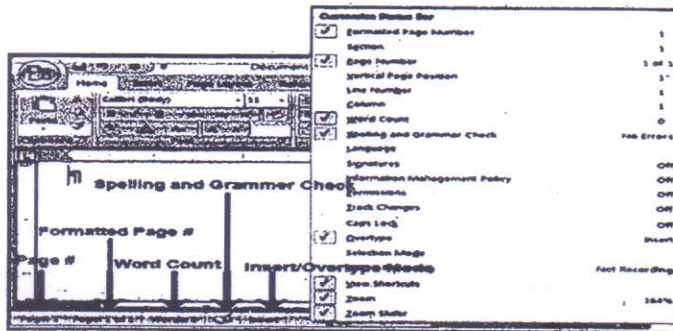 Customize Status Bar
Formatted Page Number 1
Section 1
Page Number 1 of 1
Vertical Page Position 1"
Line Number 1
Column 1
Word Count 0
Spelling and Grammar Check No Errors
Language
Signatures Off
Information Management Policy Off
Permissions Off
Track Changes Off
Caps Lock Off
Overtype Insert
Selection Mode
Not Recording
View Shortcuts
Zoom 164%
Zoom Slider
Document
Home
Calibri (Body) 11
Spelling and Grammer Check
Formatted Page #
Page # Word Count Insert/Overtype Mode